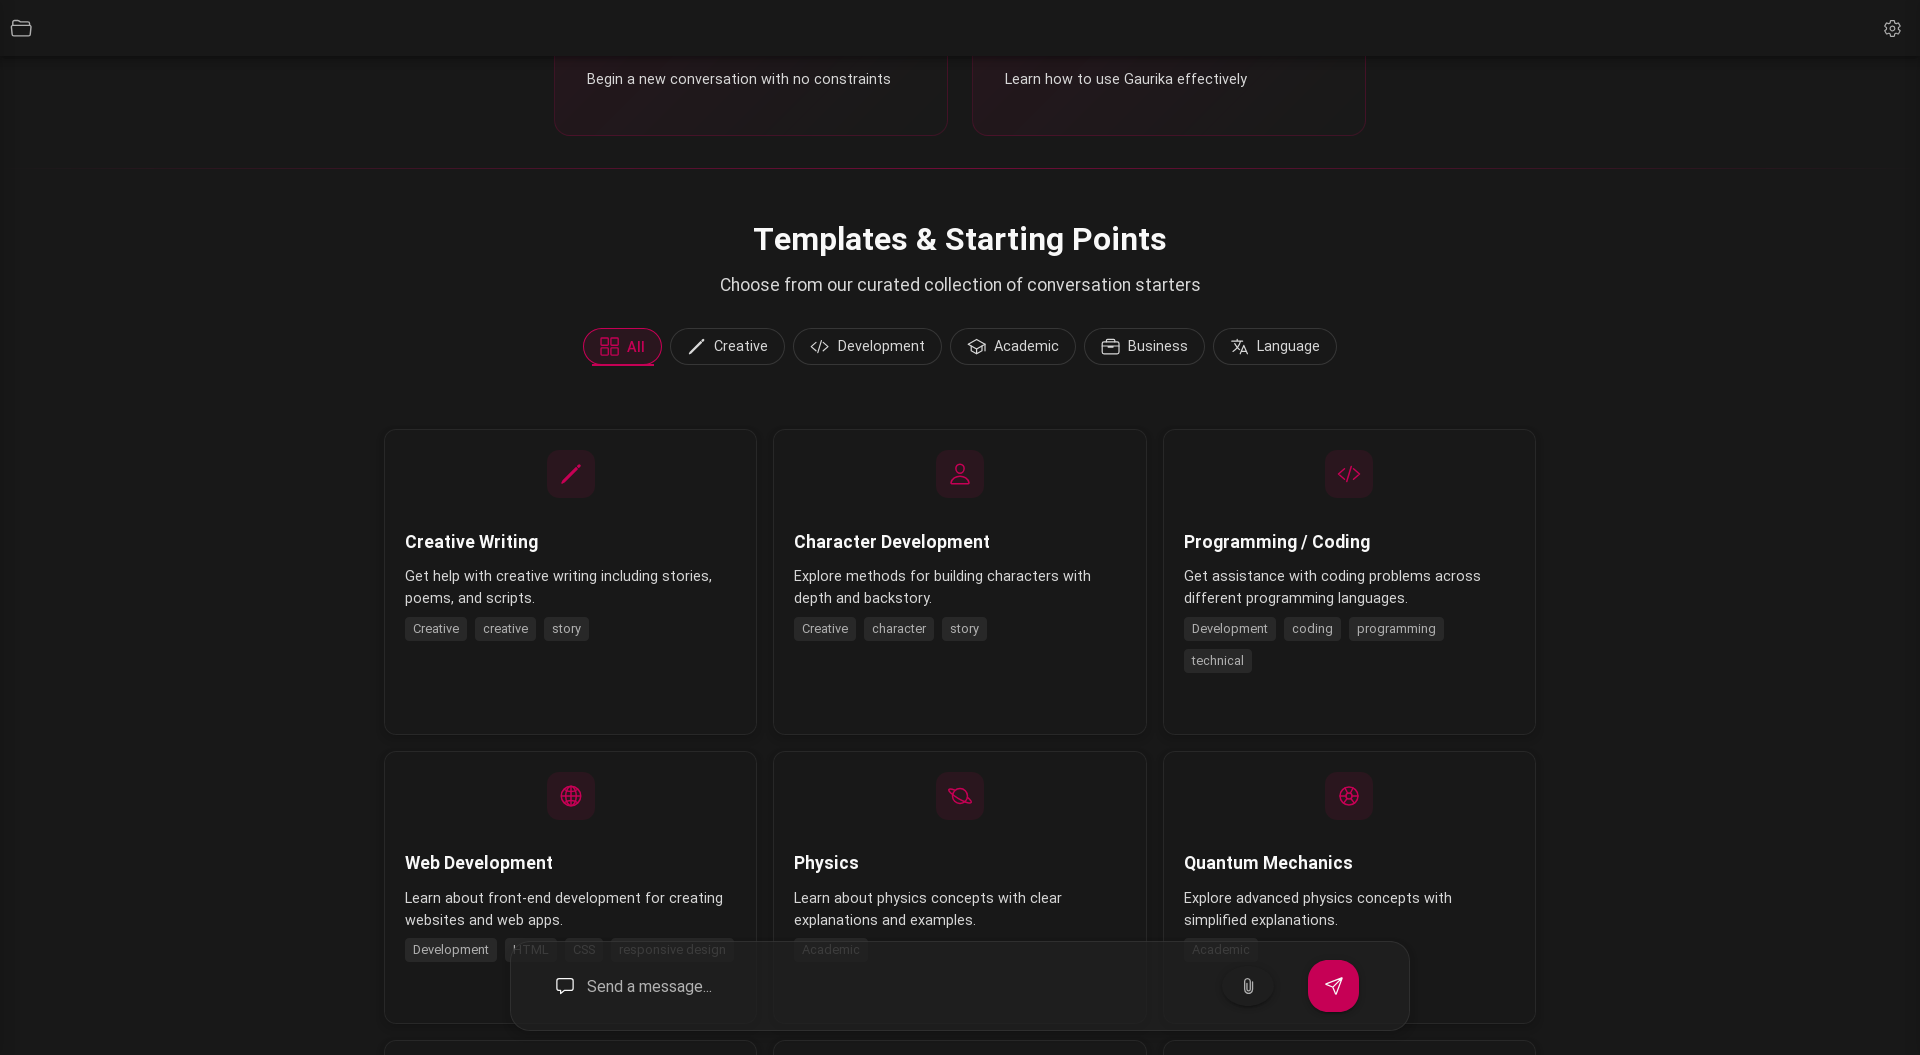 Begin a new conversation with no constraints
Learn how to use Gaurika effectively
Templates & Starting Points
Choose from our curated collection of conversation starters
All
Creative
Development
Academic
Business
Language
Creative Writing
Get help with creative writing including stories,
poems, and scripts.
Creative
creative
story
Character Development
Explore methods for building characters with
depth and backstory.
Creative
character
story
Programming / Coding
Get assistance with coding problems across
different programming languages.
Development
coding
programming
technical
Web Development
Learn about front-end development for creating
websites and web apps.
Development
HTML
CSS
responsive design
Physics
Learn about physics concepts with clear
explanations and examples.
Academic
Quantum Mechanics
Explore advanced physics concepts with
simplified explanations.
Academic
Send a message...